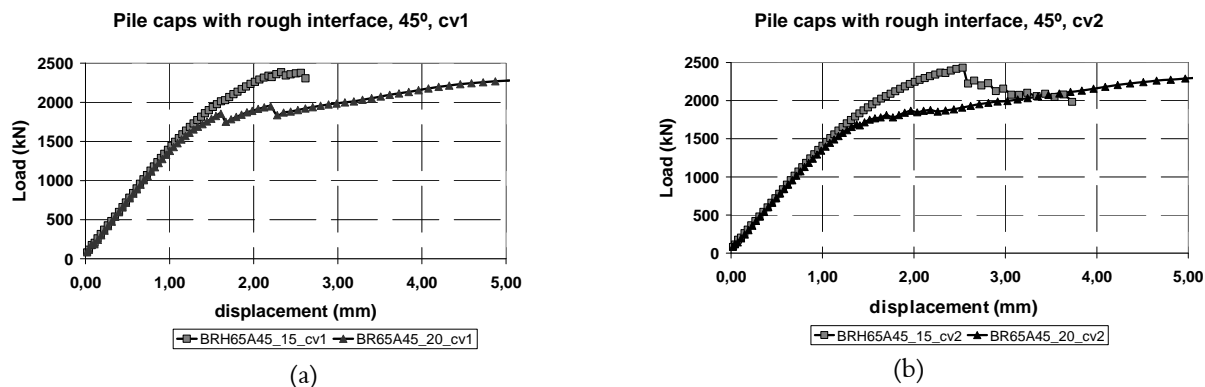 Pile caps with rough interface, 45º, cv1
Load (kN)
2500
2000
1500
1000
500
0
0,00 1,00 2,00 3,00 4,00 5,00
displacement (mm)
BRH65A45_15_cv1 BR65A45_20_cv1
(a)
Pile caps with rough interface, 45º, cv2
Load (kN)
2500
2000
1500
1000
500
0
0,00 1,00 2,00 3,00 4,00 5,00
displacement (mm)
BRH65A45_15_cv2 BR65A45_20_cv2
(b)